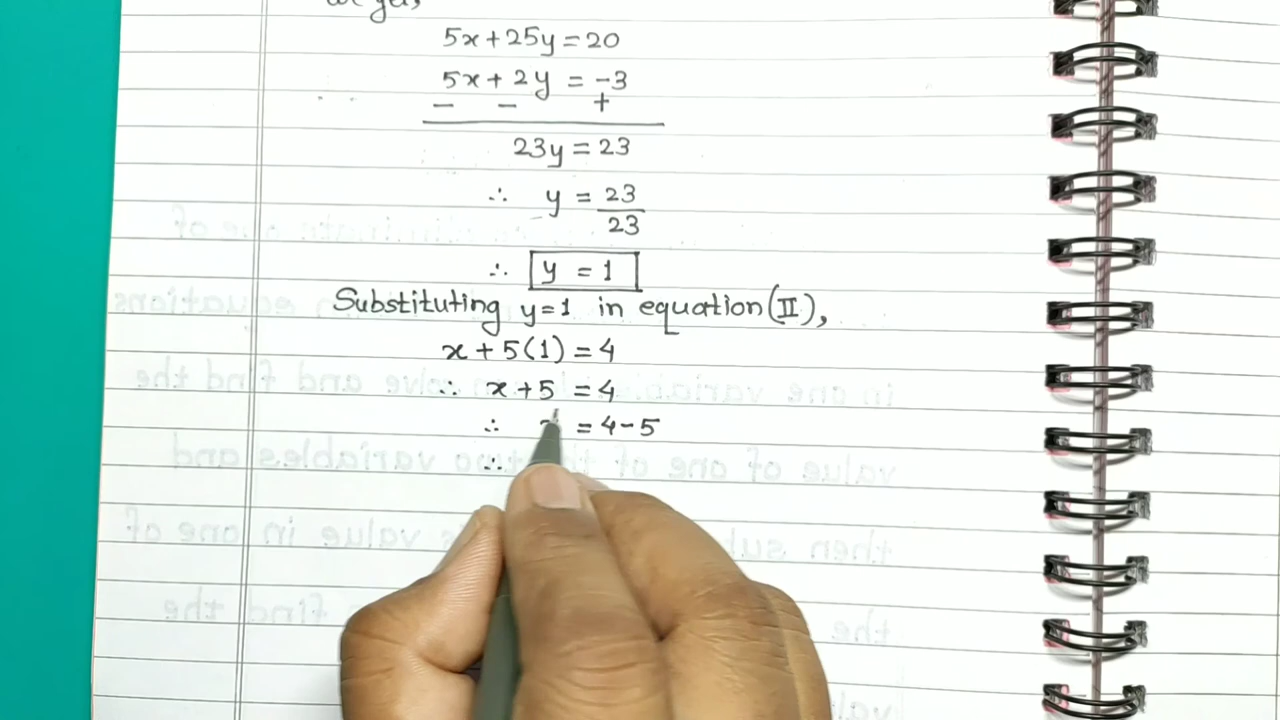 5x+25y=20
5x+2y=-3
- - +
23y=23
∴ y = 23/23
∴ y = 1
Substituting y=1 in equation(II),
x+5(1)=4
∴ x+5=4
∴ = 4-5
∴